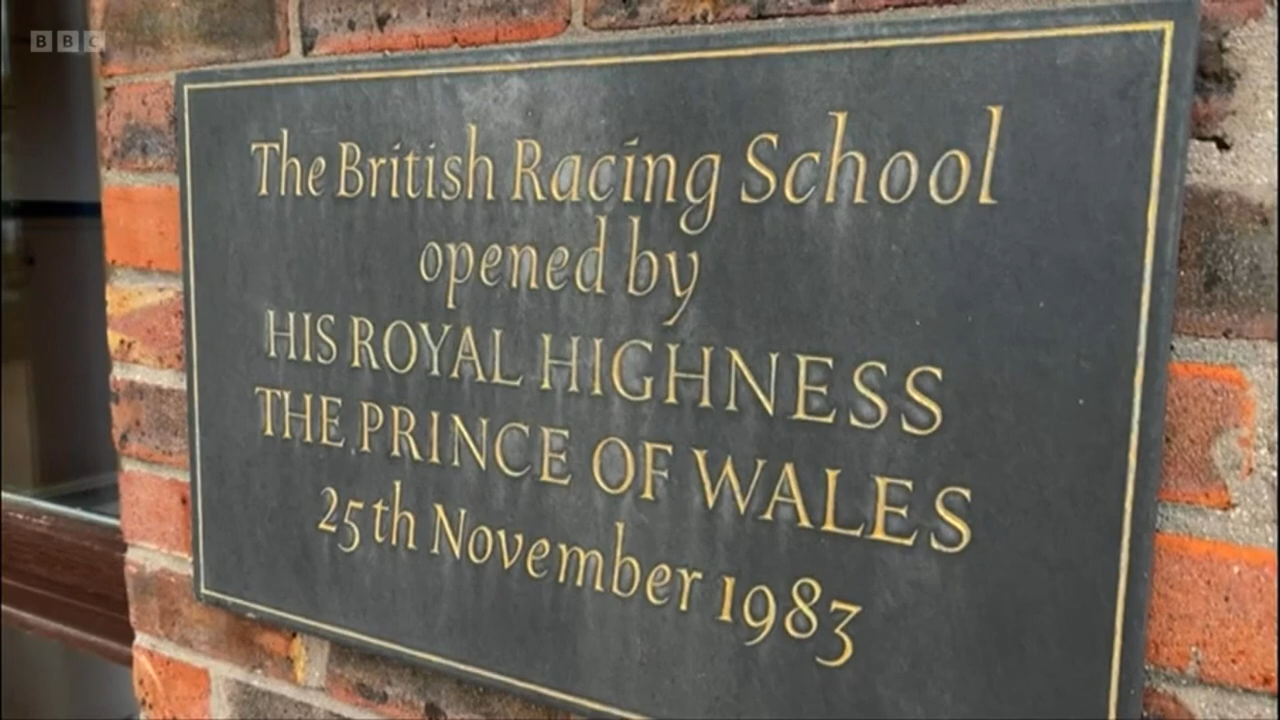 BBC
The British Racing School
opened by
HIS ROYAL HIGHNESS
THE PRINCE OF WALES
25th November 1983